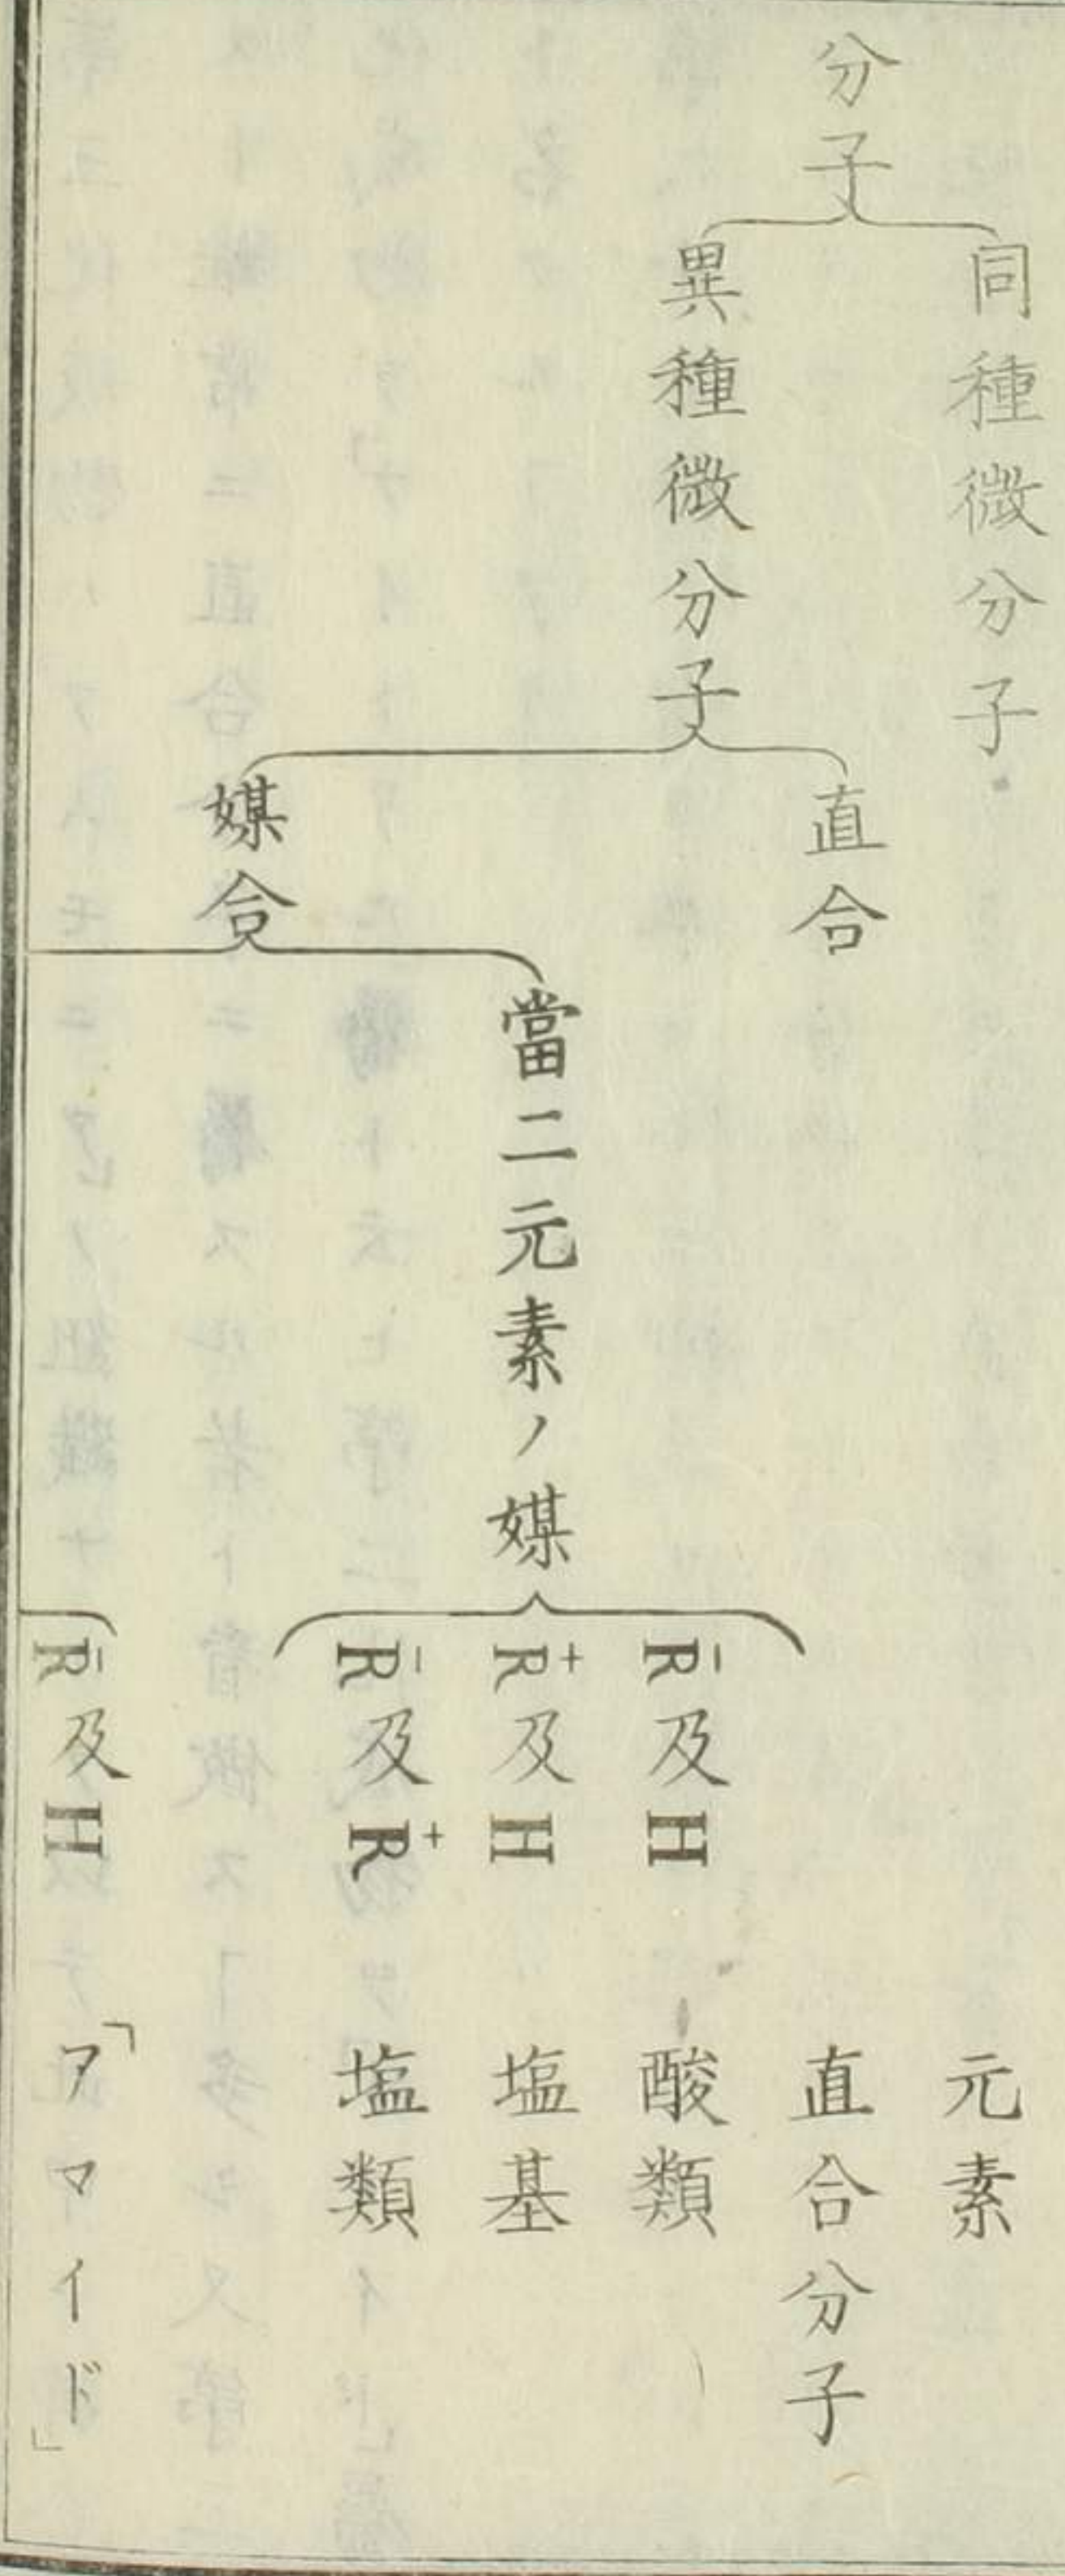 分子
同種微分子
元素
異種微分子
直合
直合分子
媒合
當二元素ノ媒
R̄及H
酸類
R⁺及H
塩基
R̄及R⁺
塩類
R̄及H
「アマイド」